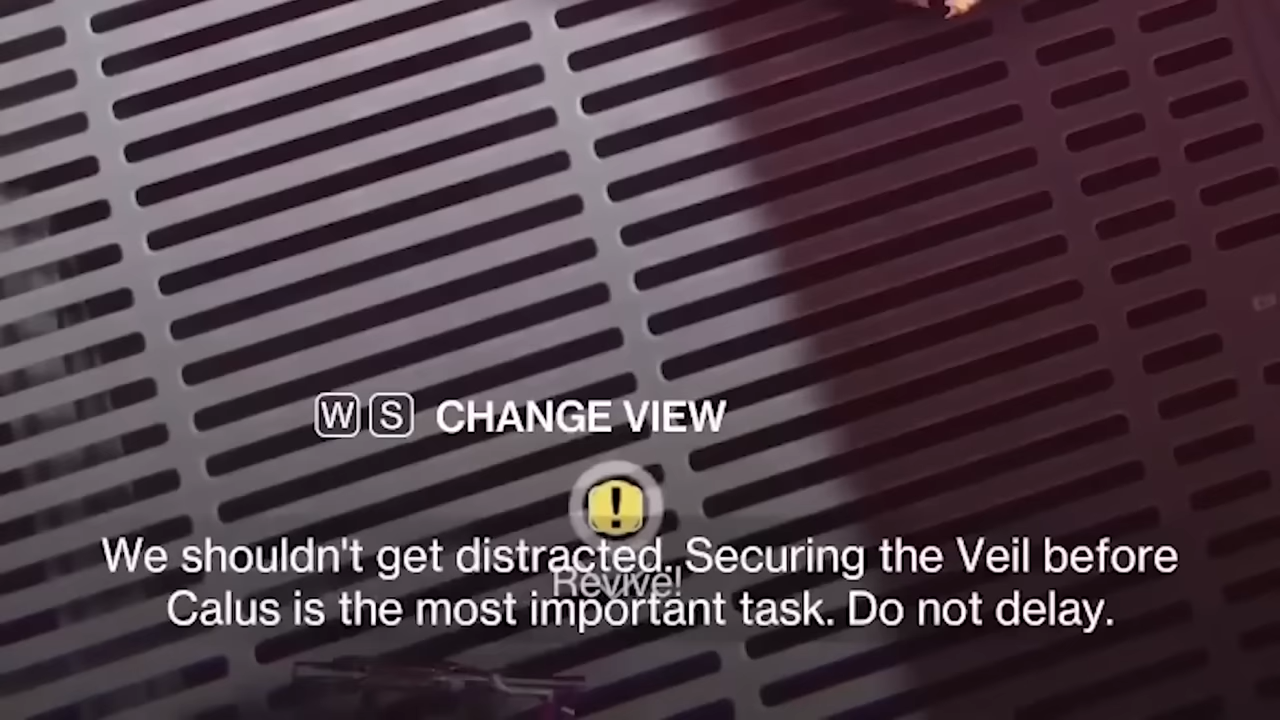 W S CHANGE VIEW
!
We shouldn't get distracted. Securing the Veil before
Revive!
Calus is the most important task. Do not delay.